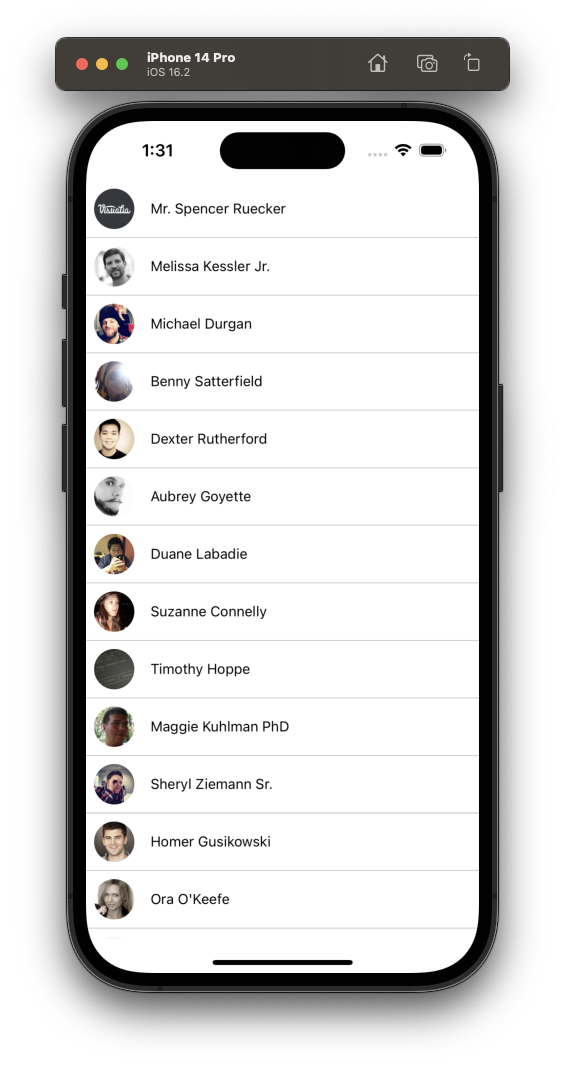 iPhone 14 Pro
iOS 16.2
1:31
Visualia
Mr. Spencer Ruecker
Melissa Kessler Jr.
Michael Durgan
Benny Satterfield
Dexter Rutherford
Aubrey Goyette
Duane Labadie
Suzanne Connelly
Timothy Hoppe
Maggie Kuhlman PhD
Sheryl Ziemann Sr.
Homer Gusikowski
Ora O'Keefe